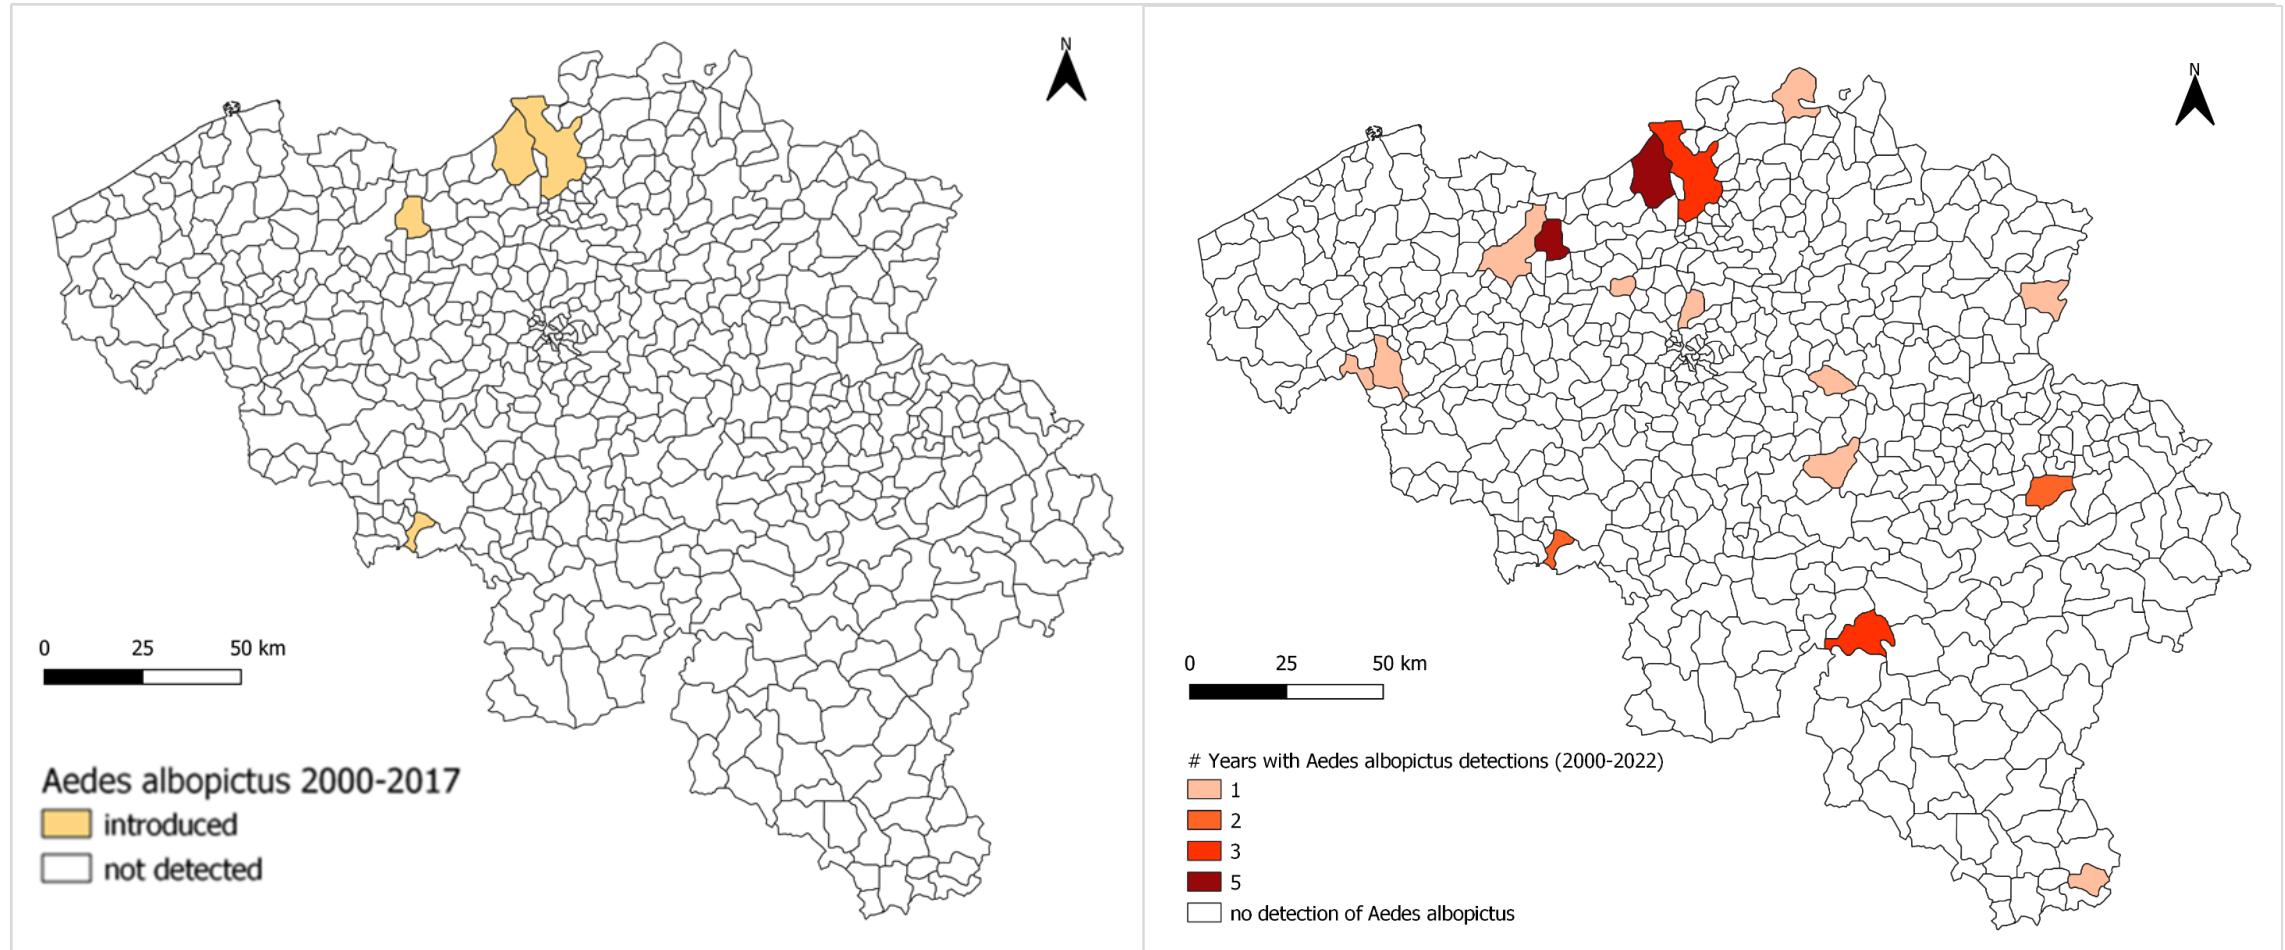 N
0 25 50 km
Aedes albopictus 2000-2017
introduced
not detected
N
0 25 50 km
# Years with Aedes albopictus detections (2000-2022)
1
2
3
5
no detection of Aedes albopictus